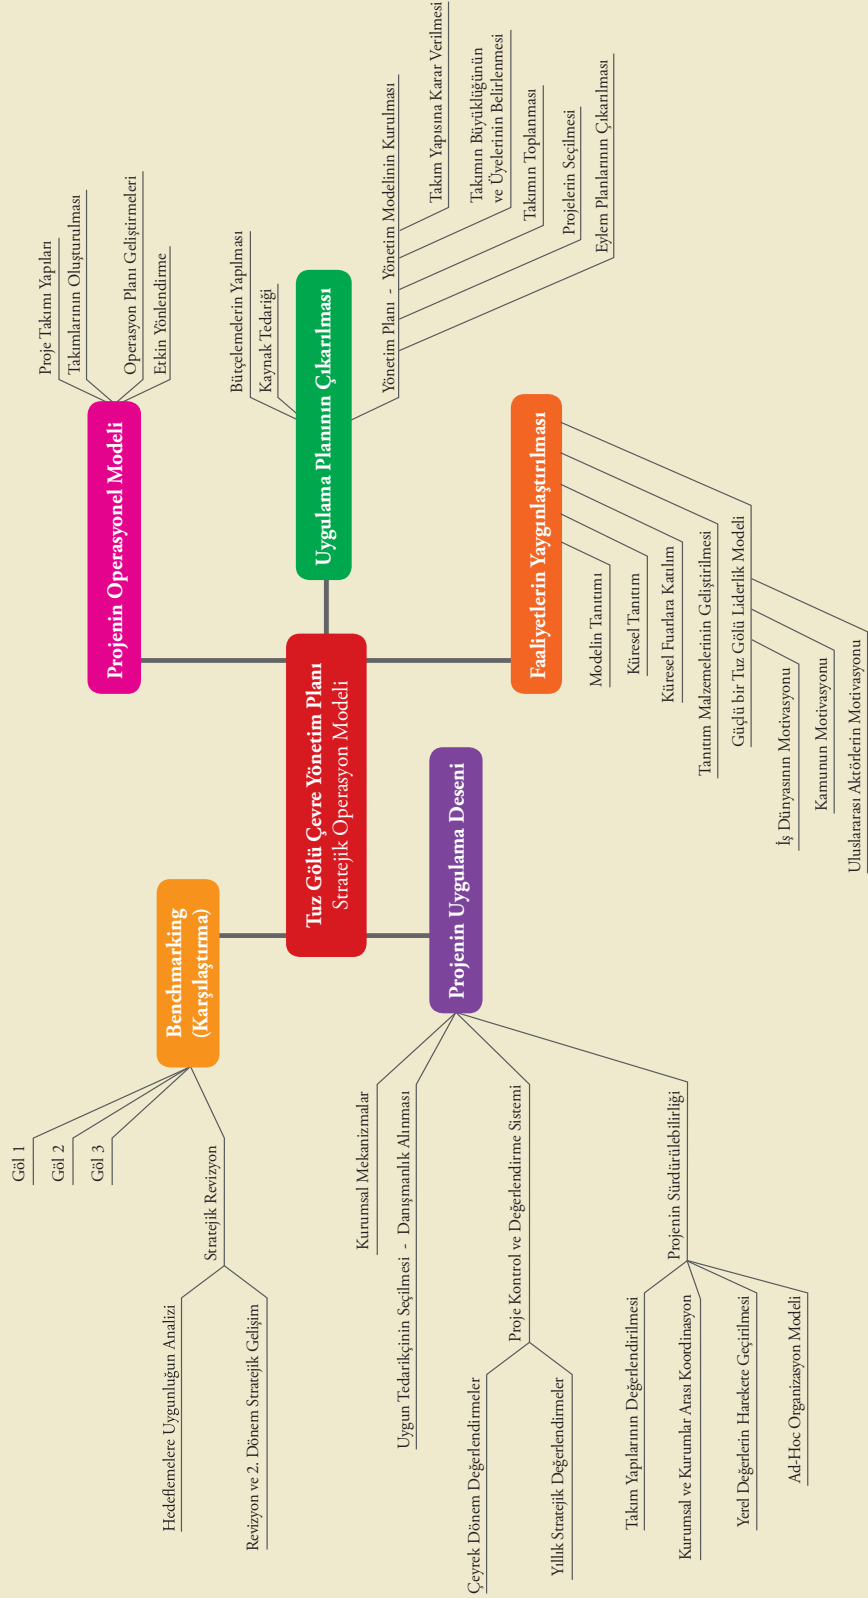 Tuz Gölü Çevre Yönetim Planı
Stratejik Operasyon Modeli
Benchmarking
(Karşılaştırma)
Göl 1
Göl 2
Göl 3
Stratejik Revizyon
Hedeflemelere Uygunluğun Analizi
Revizyon ve 2. Dönem Stratejik Gelişim
Projenin Operasyonel Modeli
Proje Takımı Yapıları
Takımlarının Oluşturulması
Operasyon Planı Geliştirmeleri
Etkin Yönlendirme
Uygulama Planının Çıkarılması
Bütçelemelerin Yapılması
Kaynak Tedariği
Yönetim Planı - Yönetim Modelinin Kurulması
Takım Yapısına Karar Verilmesi
Takımın Büyüklüğünün
ve Üyelerinin Belirlenmesi
Takımın Toplanması
Projelerin Seçilmesi
Eylem Planlarının Çıkarılması
Projenin Uygulama Deseni
Kurumsal Mekanizmalar
Uygun Tedarikçinin Seçilmesi - Danışmanlık Alınması
Proje Kontrol ve Değerlendirme Sistemi
Çeyrek Dönem Değerlendirmeler
Yıllık Stratejik Değerlendirmeler
Projenin Sürdürülebilirliği
Takım Yapılarının Değerlendirilmesi
Kurumsal ve Kurumlar Arası Koordinasyon
Yerel Değerlerin Harekete Geçirilmesi
Ad-Hoc Organizasyon Modeli
Faaliyetlerin Yaygınlaştırılması
Modelin Tanıtımı
Küresel Tanıtım
Küresel Fuarlara Katılım
Tanıtım Malzemelerinin Geliştirilmesi
Güçlü bir Tuz Gölü Liderlik Modeli
İş Dünyasının Motivasyonu
Kamunun Motivasyonu
Uluslararası Aktörlerin Motivasyonu